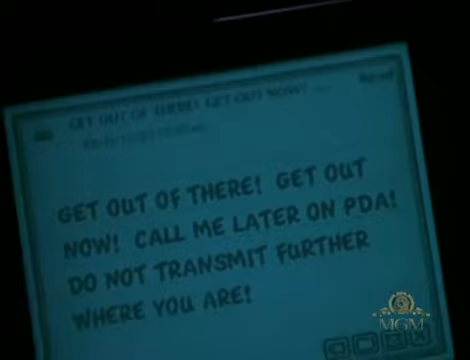 GET OUT OF THERE! GET OUT NOW! ...
GET OUT OF THERE! GET OUT
NOW! CALL ME LATER ON PDA!
DO NOT TRANSMIT FURTHER
WHERE YOU ARE!
MGM